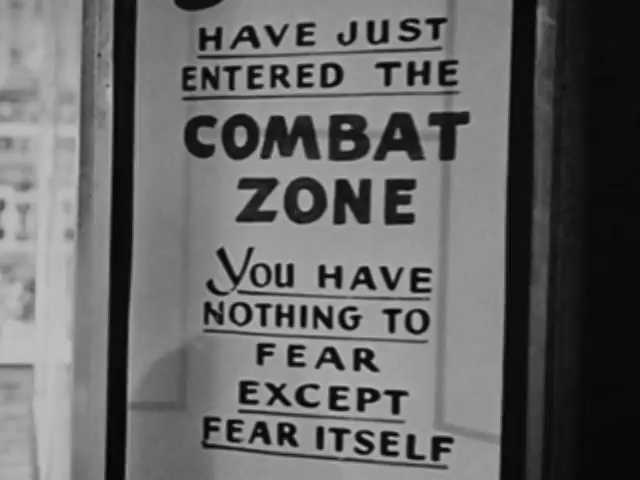 HAVE JUST
ENTERED THE
COMBAT
ZONE
You HAVE
NOTHING TO
FEAR
EXCEPT
FEAR ITSELF